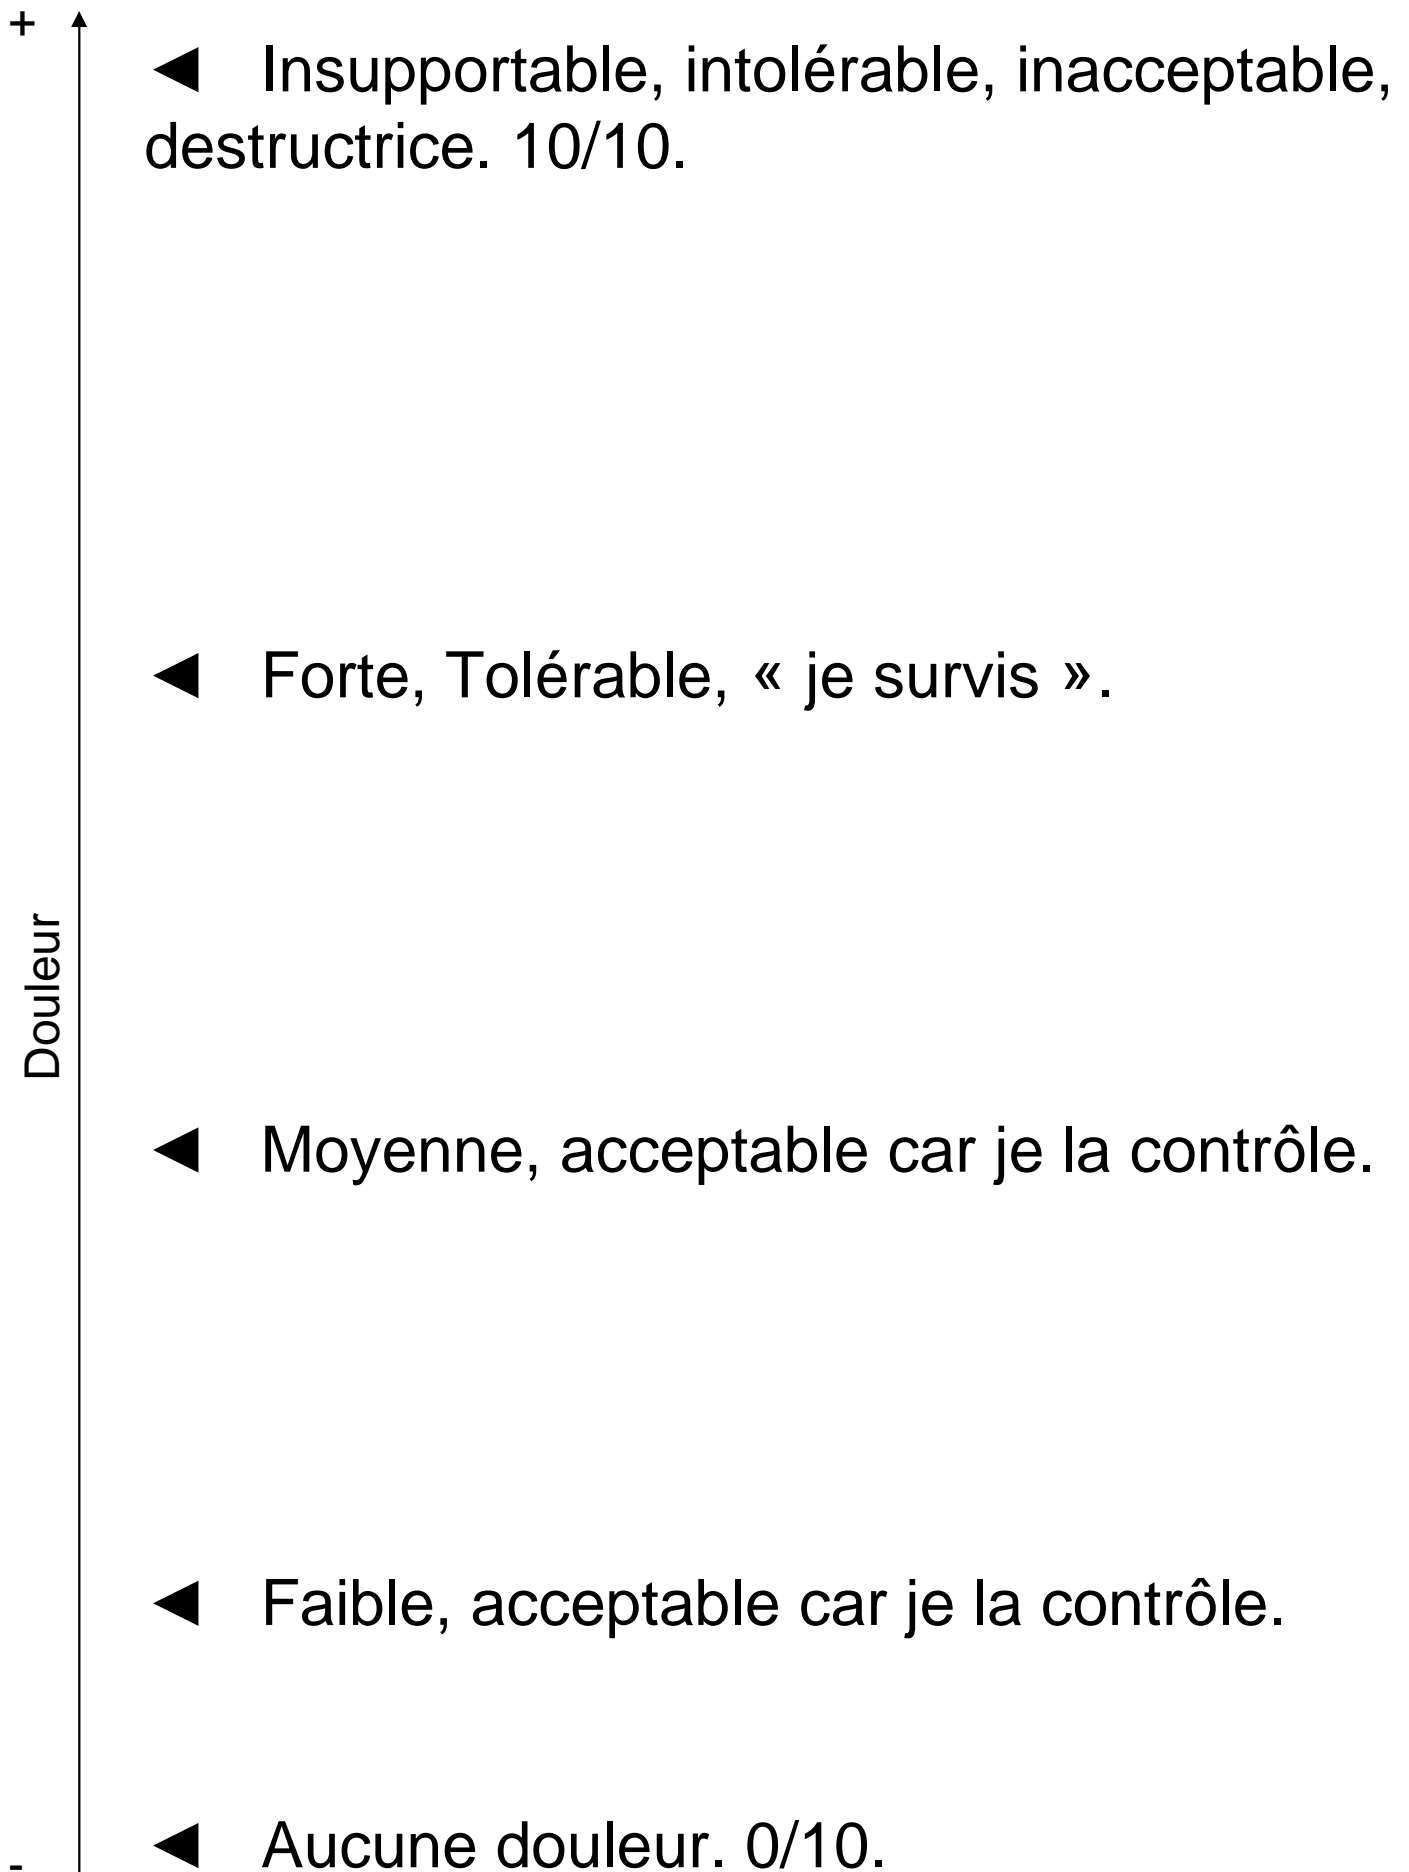 +
◄ Insupportable, intolérable, inacceptable,
destructrice. 10/10.
◄ Forte, Tolérable, « je survis ».
Douleur
◄ Moyenne, acceptable car je la contrôle.
◄ Faible, acceptable car je la contrôle.
◄ Aucune douleur. 0/10.
-